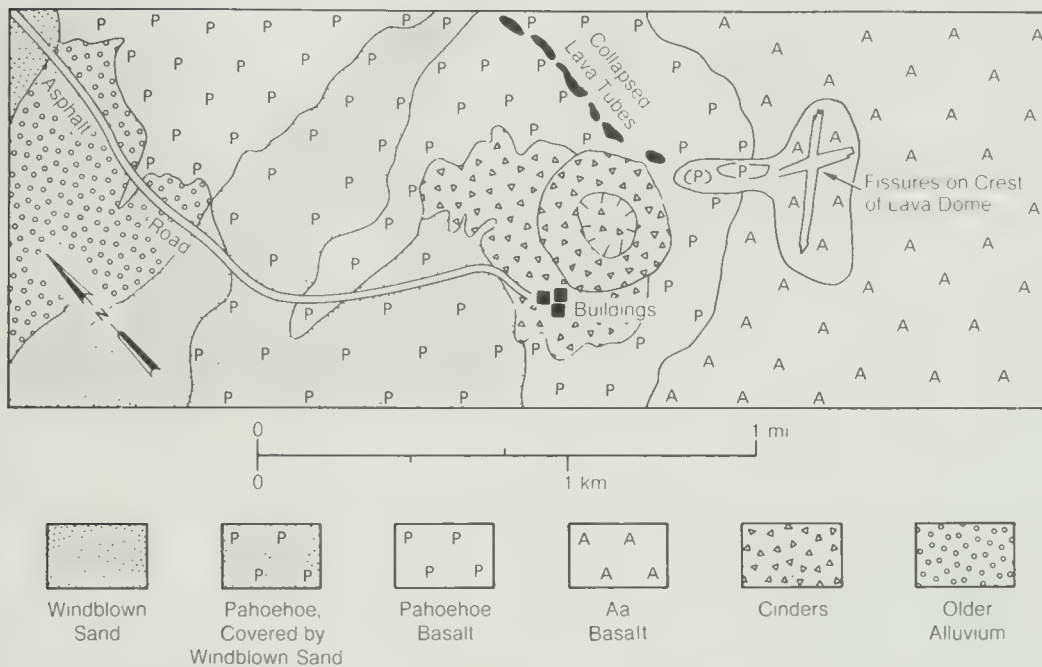 P P P P P P
A A A A A A A A
Collapsed
Lava Tubes
Asphalt
Road
(P) P
Fissures on Crest
of Lava Dome
N
Buildings
0 1 mi
0 1 km
P P
P P
P P
P P
A A
A A
Windblown
Sand
Pahoehoe,
Covered by
Windblown Sand
Pahoehoe
Basalt
Aa
Basalt
Cinders
Older
Alluvium